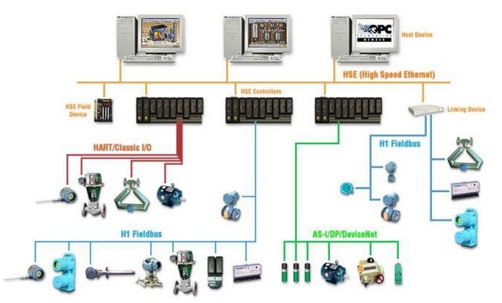 OPC
Host Device
HSE (High Speed Ethernet)
HSE Field
Device
HSE Controllers
Linking Device
HART/Classic I/O
H1 Fieldbus
H1 Fieldbus
AS-i/DP/DeviceNet